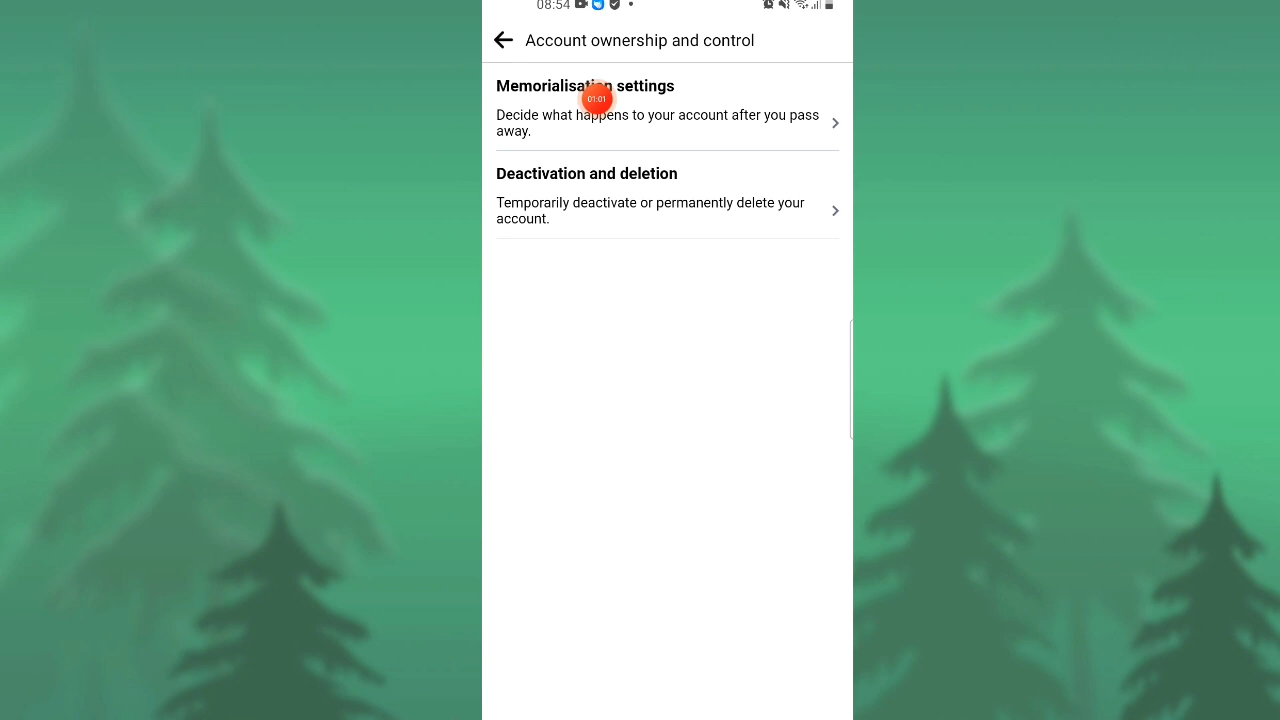 08:54
Account ownership and control
Memorialisation settings
01:01
Decide what happens to your account after you pass
away.
Deactivation and deletion
Temporarily deactivate or permanently delete your
account.